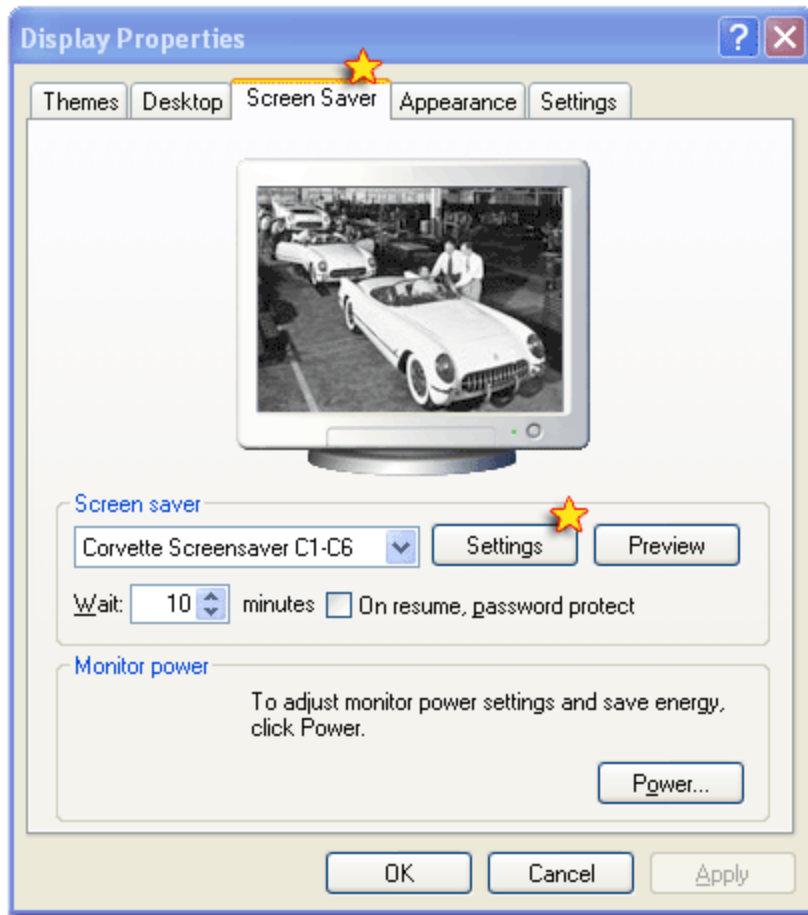 Display Properties
Themes Desktop Screen Saver Appearance Settings
Screen saver
Corvette Screensaver C1-C6 Settings Preview
Wait: 10 minutes On resume, password protect
Monitor power
To adjust monitor power settings and save energy,
click Power.
Power...
OK Cancel Apply